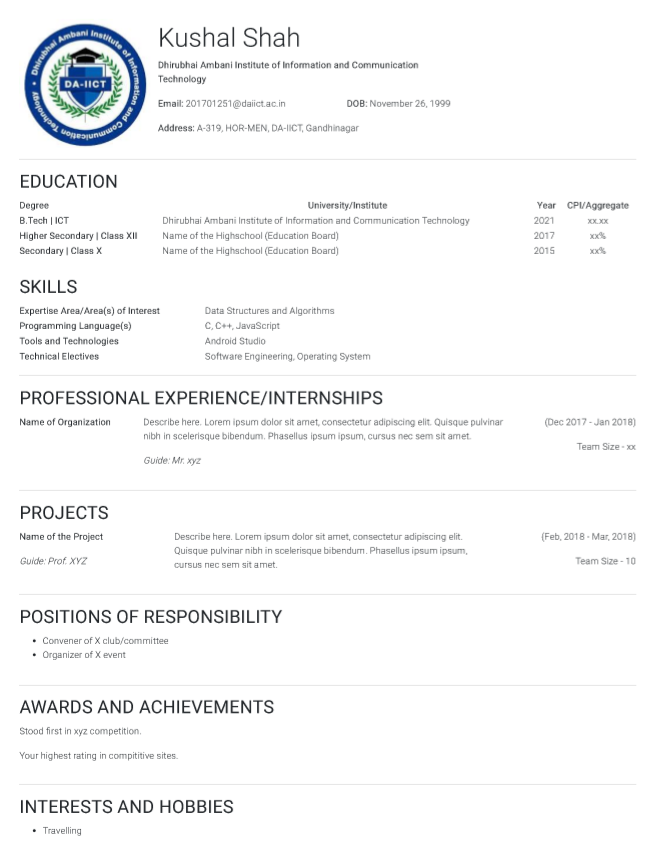 Dhirubhai Ambani Institute of Information and Communication Technology
DA-IICT
Kushal Shah
Dhirubhai Ambani Institute of Information and Communication
Technology
Email: 201701251@daiict.ac.in DOB: November 26, 1999
Address: A-319, HOR-MEN, DA-IICT, Gandhinagar
EDUCATION
Degree University/Institute Year CPI/Aggregate
B.Tech | ICT Dhirubhai Ambani Institute of Information and Communication Technology 2021 xx.xx
Higher Secondary | Class XII Name of the Highschool (Education Board) 2017 xx%
Secondary | Class X Name of the Highschool (Education Board) 2015 xx%
SKILLS
Expertise Area/Area(s) of Interest Data Structures and Algorithms
Programming Language(s) C, C++, JavaScript
Tools and Technologies Android Studio
Technical Electives Software Engineering, Operating System
PROFESSIONAL EXPERIENCE/INTERNSHIPS
Name of Organization Describe here. Lorem ipsum dolor sit amet, consectetur adipiscing elit. Quisque pulvinar (Dec 2017 - Jan 2018)
nibh in scelerisque bibendum. Phasellus ipsum ipsum, cursus nec sem sit amet.
Team Size - xx
Guide: Mr. xyz
PROJECTS
Name of the Project Describe here. Lorem ipsum dolor sit amet, consectetur adipiscing elit. (Feb, 2018 - Mar, 2018)
Quisque pulvinar nibh in scelerisque bibendum. Phasellus ipsum ipsum,
Guide: Prof. XYZ cursus nec sem sit amet. Team Size - 10
POSITIONS OF RESPONSIBILITY
• Convener of X club/committee
• Organizer of X event
AWARDS AND ACHIEVEMENTS
Stood first in xyz competition.
Your highest rating in compititive sites.
INTERESTS AND HOBBIES
• Travelling